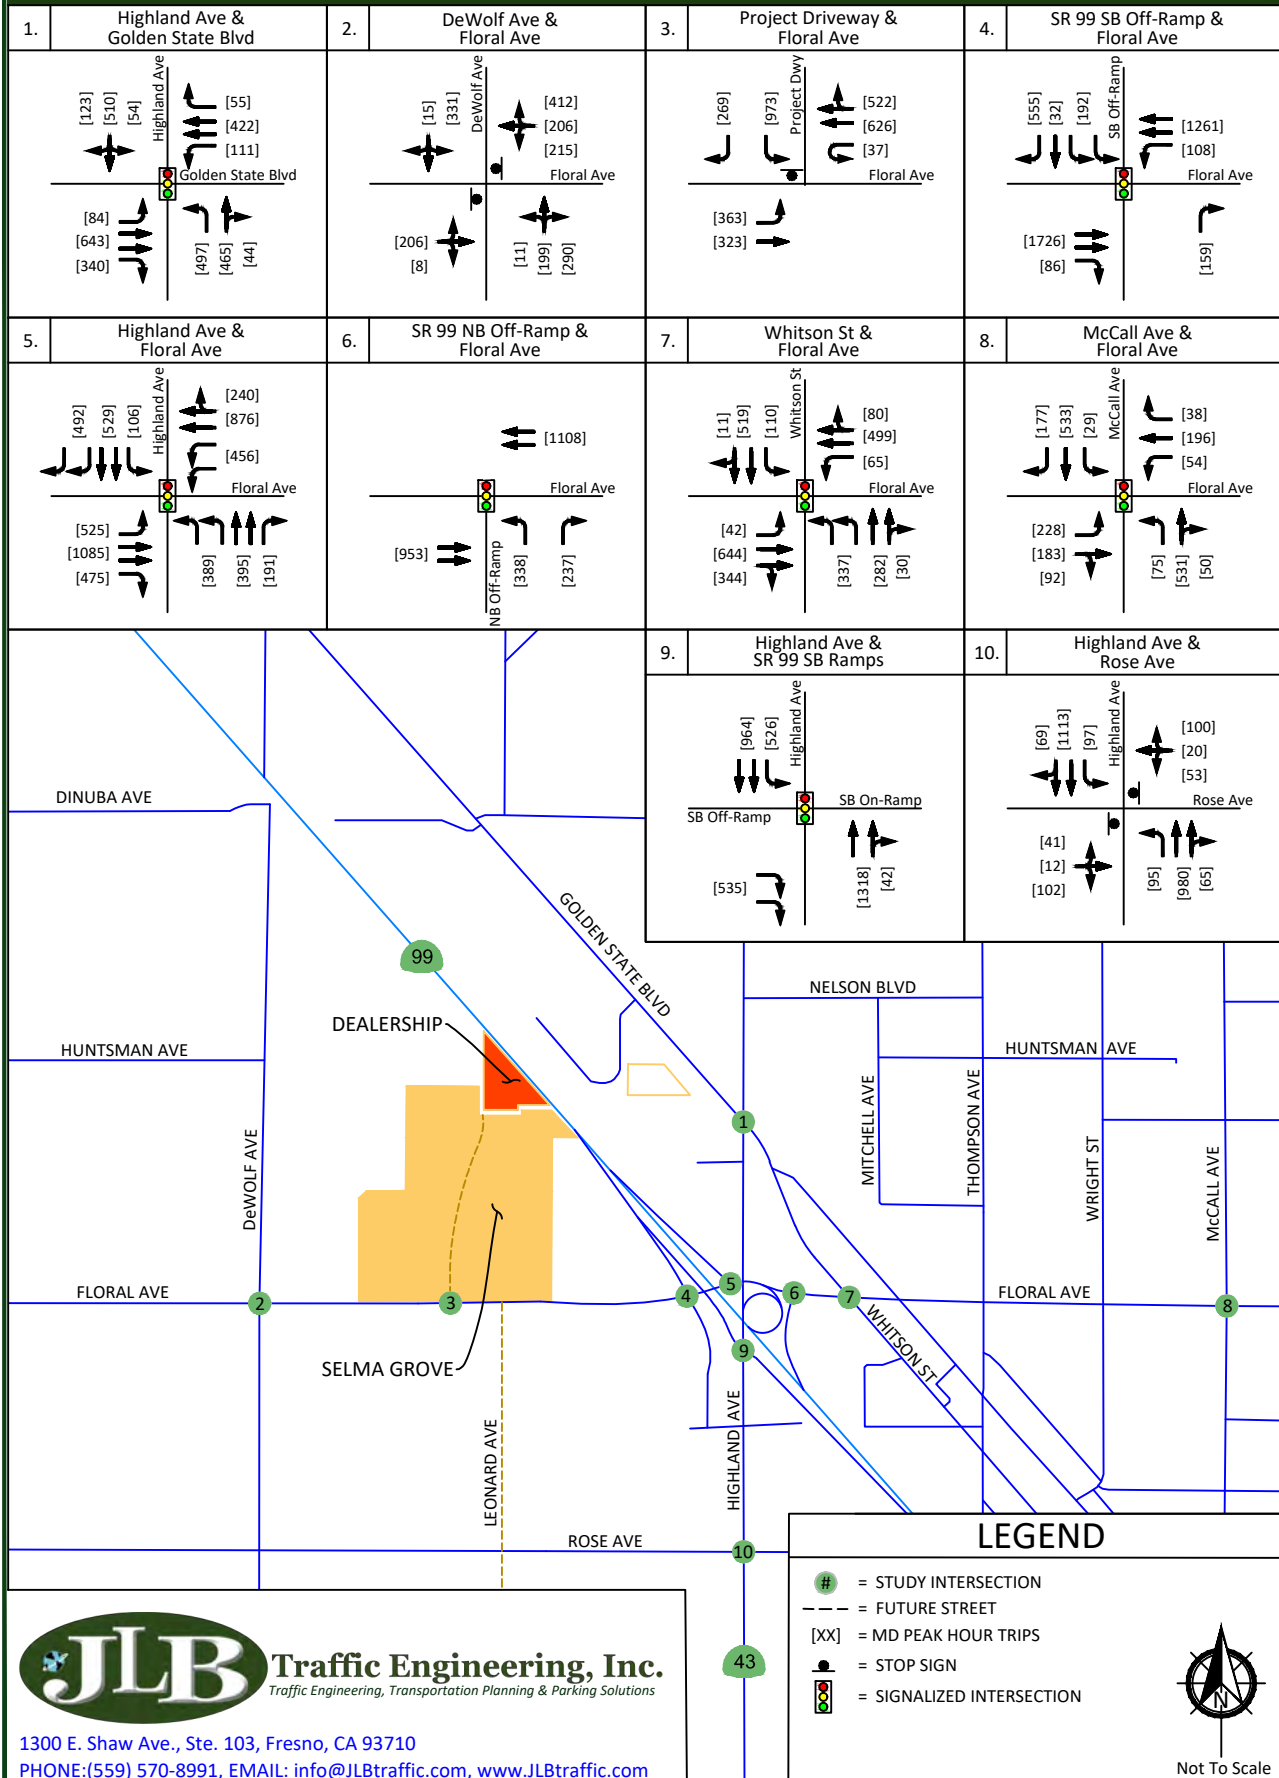 1.
Highland Ave &
Golden State Blvd
[123]
[510]
[54]
Highland Ave
[55]
[422]
[111]
Golden State Blvd
[84]
[643]
[340]
[497]
[465]
[44]
2.
DeWolf Ave &
Floral Ave
[15]
[331]
DeWolf Ave
[412]
[206]
[215]
Floral Ave
[206]
[8]
[11]
[199]
[290]
3.
Project Driveway &
Floral Ave
[269]
[973]
Project Dwy
[522]
[626]
[37]
Floral Ave
[363]
[323]
4.
SR 99 SB Off-Ramp &
Floral Ave
[555]
[32]
[192]
SB Off-Ramp
[1261]
[108]
Floral Ave
[1726]
[86]
[159]
5.
Highland Ave &
Floral Ave
[492]
[529]
[106]
Highland Ave
[240]
[876]
[456]
Floral Ave
[525]
[1085]
[475]
[389]
[395]
[191]
6.
SR 99 NB Off-Ramp &
Floral Ave
[1108]
Floral Ave
[953]
NB Off-Ramp
[338]
[237]
7.
Whitson St &
Floral Ave
[11]
[519]
[110]
Whitson St
[80]
[499]
[65]
Floral Ave
[42]
[644]
[344]
[337]
[282]
[30]
8.
McCall Ave &
Floral Ave
[177]
[533]
[29]
McCall Ave
[38]
[196]
[54]
Floral Ave
[228]
[183]
[92]
[75]
[531]
[50]
9.
Highland Ave &
SR 99 SB Ramps
[964]
[526]
Highland Ave
SB On-Ramp
SB Off-Ramp
[535]
[1318]
[42]
10.
Highland Ave &
Rose Ave
[69]
[1113]
[97]
Highland Ave
[100]
[20]
[53]
Rose Ave
[41]
[12]
[102]
[95]
[980]
[65]
DINUBA AVE
99
GOLDEN STATE BLVD
NELSON BLVD
DEALERSHIP
HUNTSMAN AVE
HUNTSMAN AVE
MITCHELL AVE
THOMPSON AVE
WRIGHT ST
McCALL AVE
DeWOLF AVE
1
FLORAL AVE
2
3
4
5
6
7
FLORAL AVE
8
9
WHITSON ST
SELMA GROVE
LEONARD AVE
HIGHLAND AVE
ROSE AVE
10
43
LEGEND
# = STUDY INTERSECTION
= FUTURE STREET
[XX] = MD PEAK HOUR TRIPS
= STOP SIGN
= SIGNALIZED INTERSECTION
N
Not To Scale
JLB Traffic Engineering, Inc.
Traffic Engineering, Transportation Planning & Parking Solutions
1300 E. Shaw Ave., Ste. 103, Fresno, CA 93710
PHONE:(559) 570-8991, EMAIL: info@JLBtraffic.com, www.JLBtraffic.com